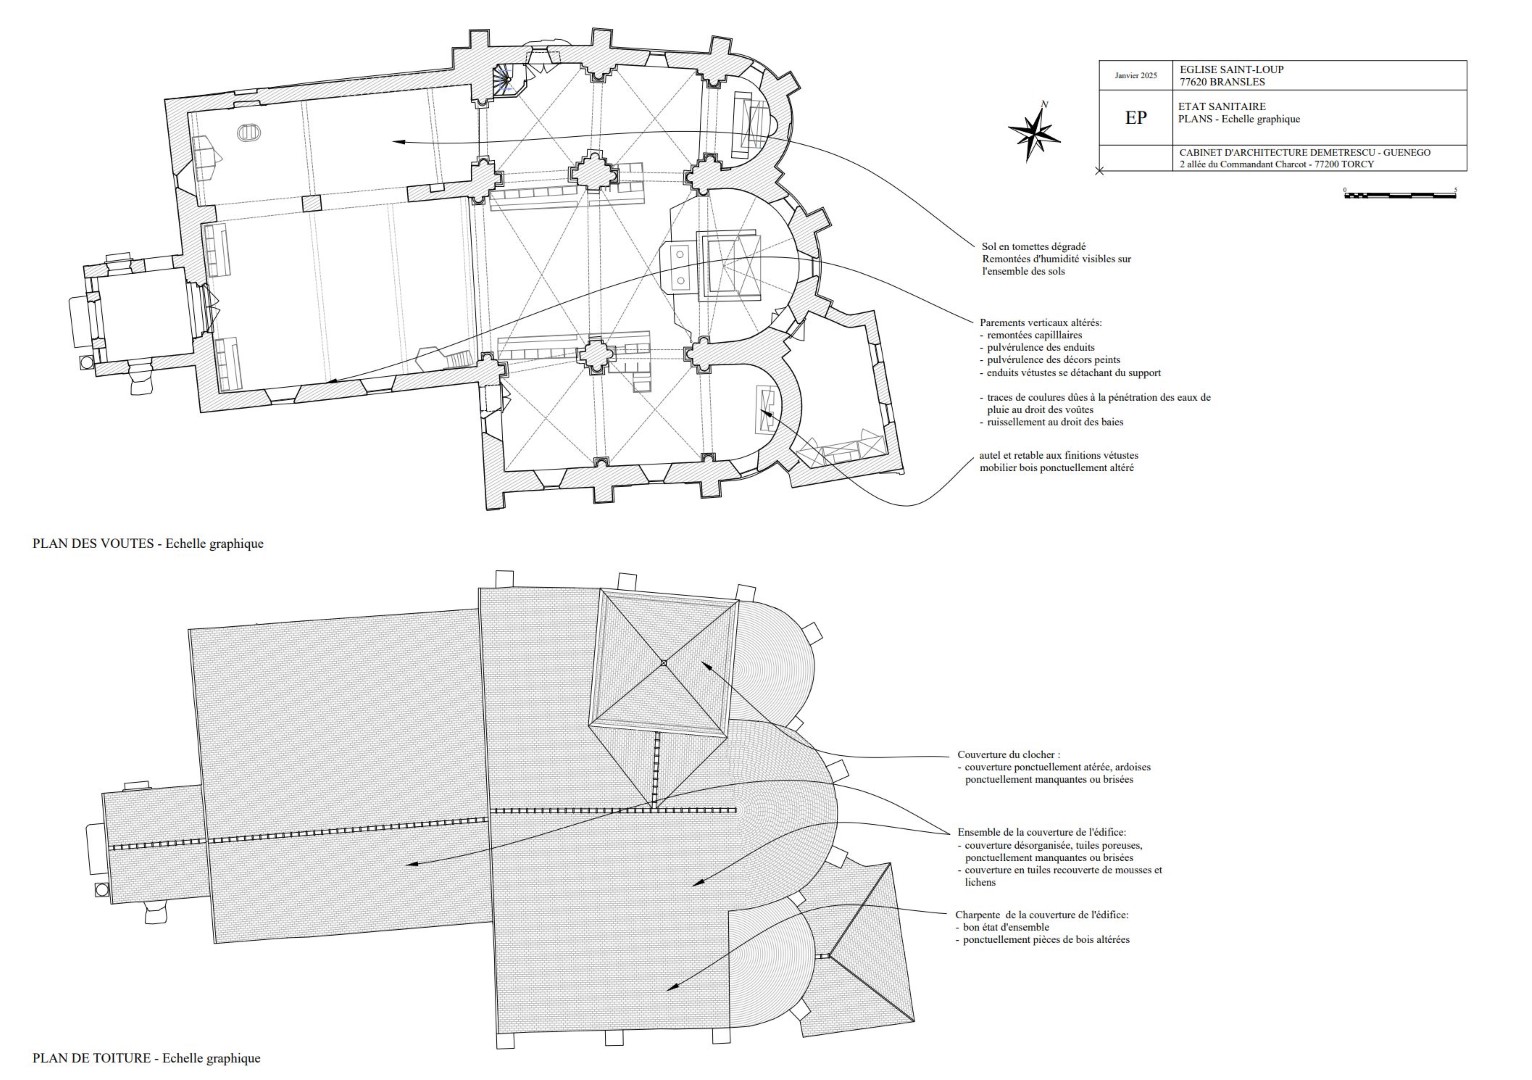 Janvier 2025
EGLISE SAINT-LOUP
77620 BRANSLES
EP
ETAT SANITAIRE
PLANS - Echelle graphique
CABINET D'ARCHITECTURE DEMETRESCU - GUENEGO
2 allée du Commandant Charcot - 77200 TORCY
N
0 5
Sol en tomettes dégradé
Remontées d'humidité visibles sur
l'ensemble des sols
Parements verticaux altérés:
- remontées capilllaires
- pulvérulence des enduits
- pulvérulence des décors peints
- enduits vétustes se détachant du support
- traces de coulures dûes à la pénétration des eaux de
pluie au droit des voûtes
- ruissellement au droit des baies
autel et retable aux finitions vétustes
mobilier bois ponctuellement altéré
PLAN DES VOUTES - Echelle graphique
Couverture du clocher :
- couverture ponctuellement atérée, ardoises
ponctuellement manquantes ou brisées
Ensemble de la couverture de l'édifice:
- couverture désorganisée, tuiles poreuses,
ponctuellement manquantes ou brisées
- couverture en tuiles recouverte de mousses et
lichens
Charpente de la couverture de l'édifice:
- bon état d'ensemble
- ponctuellement pièces de bois altérées
PLAN DE TOITURE - Echelle graphique